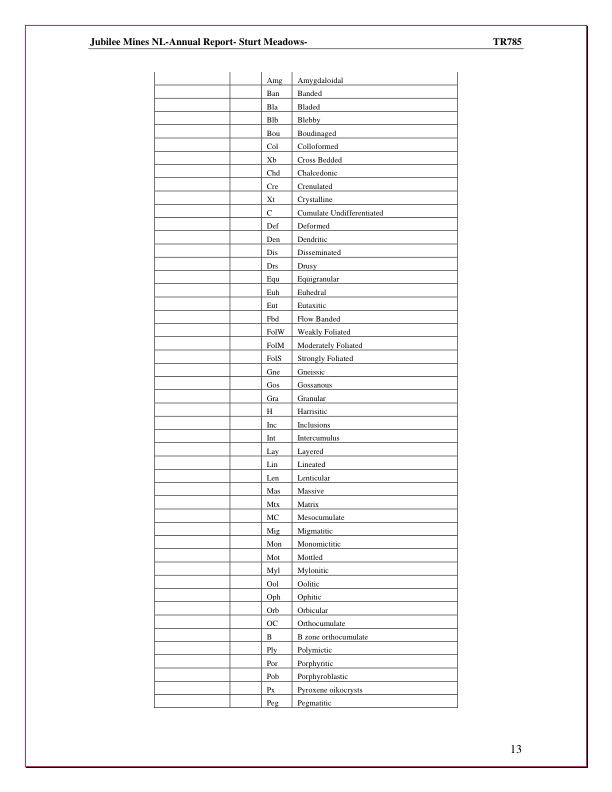 Jubilee Mines NL-Annual Report- Sturt Meadows- TR785
Amg Amygdaloidal
Ban Banded
Bla Bladed
Blb Blebby
Bou Boudinaged
Col Colloformed
Xb Cross Bedded
Chd Chalcedonic
Cre Crenulated
Xt Crystalline
C Cumulate Undifferentiated
Def Deformed
Den Dendritic
Dis Disseminated
Drs Drusy
Equ Equigranular
Euh Euhedral
Eut Eutaxitic
Fbd Flow Banded
FolW Weakly Foliated
FolM Moderately Foliated
FolS Strongly Foliated
Gne Gneissic
Gos Gossanous
Gra Granular
H Harrisitic
Inc Inclusions
Int Intercumulus
Lay Layered
Lin Lineated
Len Lenticular
Mas Massive
Mtx Matrix
MC Mesocumulate
Mig Migmatitic
Mon Monomictitic
Mot Mottled
Myl Mylonitic
Ool Oolitic
Oph Ophitic
Orb Orbicular
OC Orthocumulate
B B zone orthocumulate
Ply Polymictic
Por Porphyritic
Pob Porphyroblastic
Px Pyroxene oikocrysts
Peg Pegmatitic
13